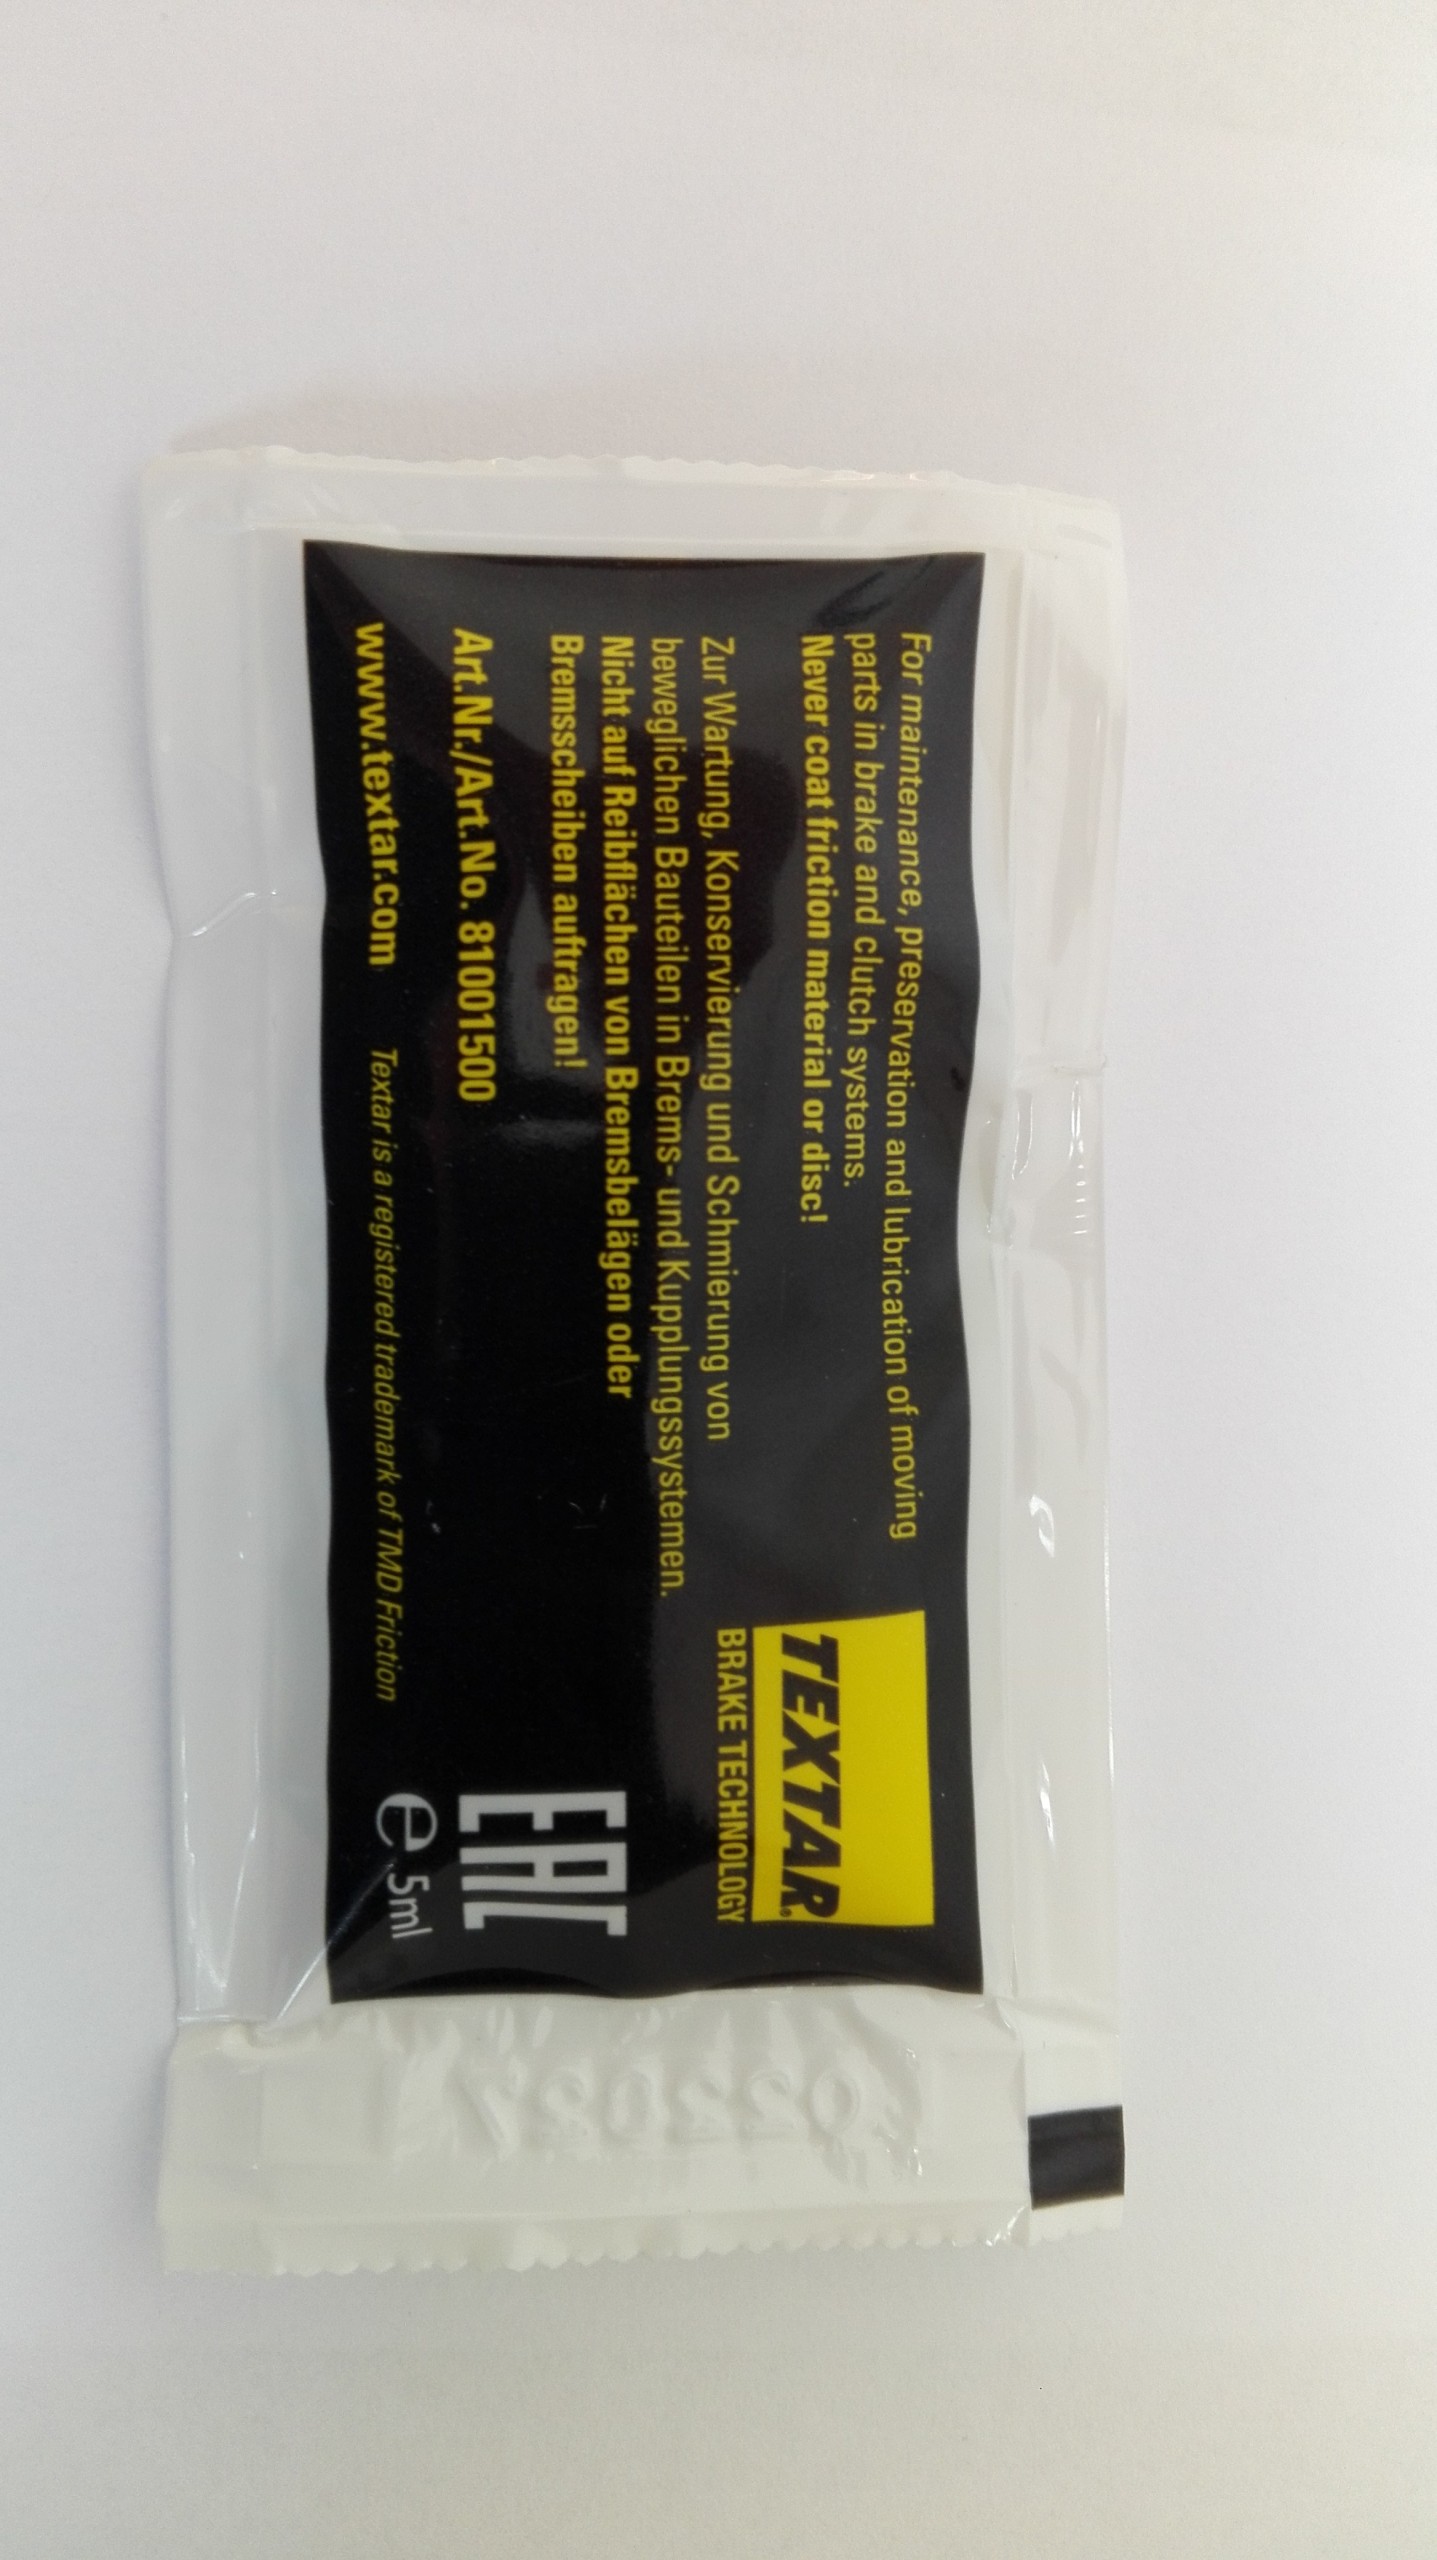 For maintenance, preservation and lubrication of moving
parts in brake and clutch systems.
Never coat friction material or disc!
Zur Wartung, Konservierung und Schmierung von
beweglichen Bauteilen in Brems- und Kupplungssystemen.
Nicht auf Reibflächen von Bremsbelägen oder
Bremsscheiben auftragen!
Art.Nr./Art.No. 81001500
www.textar.com Textar is a registered trademark of TMD Friction
TEXTAR®
BRAKE TECHNOLOGY
EAC
e 5ml